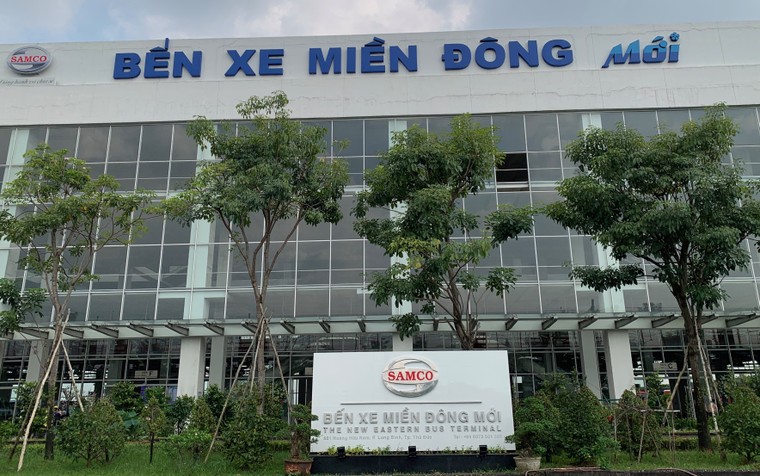 SAMCO
BẾN XE MIỀN ĐÔNG Mới
SAMCO
BẾN XE MIỀN ĐÔNG MỚI
THE NEW EASTERN BUS TERMINAL